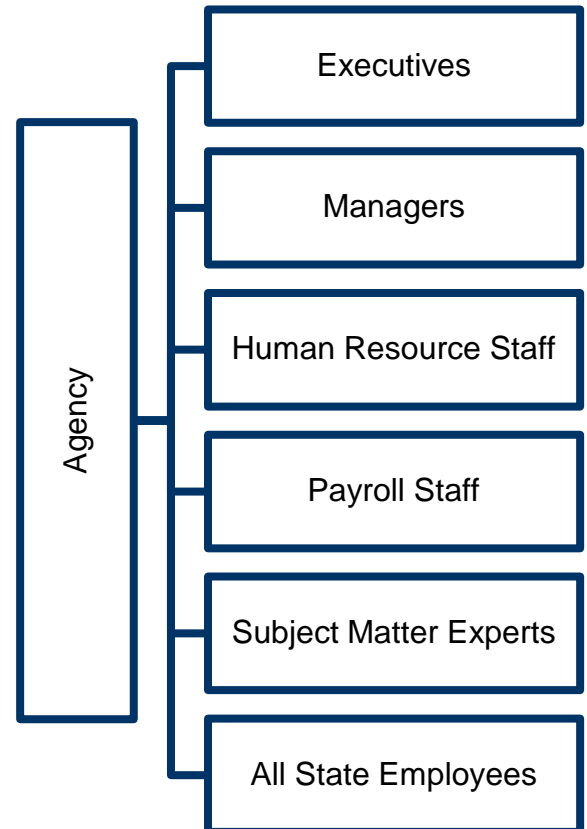 Executives
Managers
Human Resource Staff
Agency
Payroll Staff
Subject Matter Experts
All State Employees